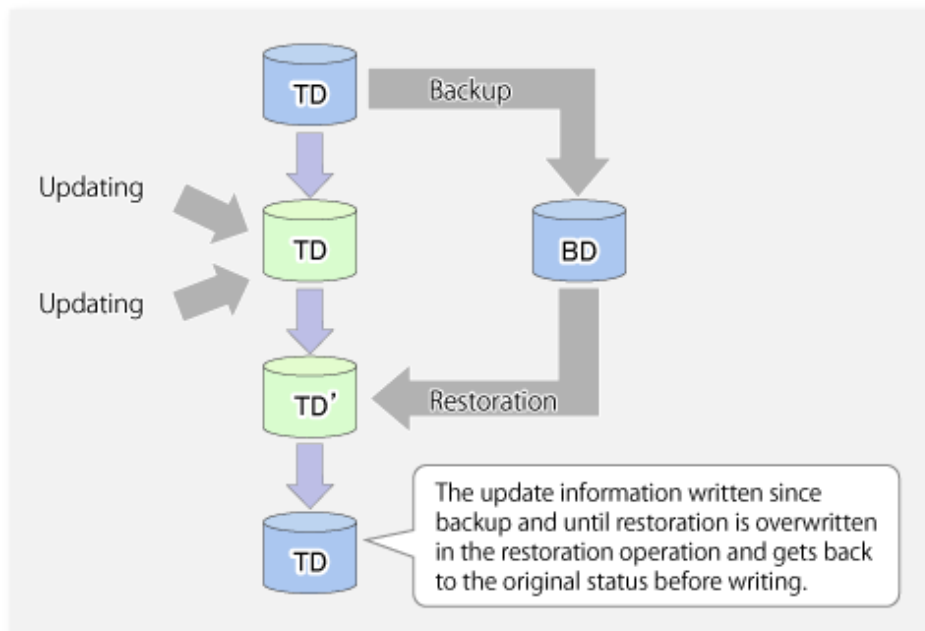 TD
Backup
Updating
TD
BD
Updating
TD’
Restoration
The update information written since
backup and until restoration is overwritten
in the restoration operation and gets back
to the original status before writing.
TD